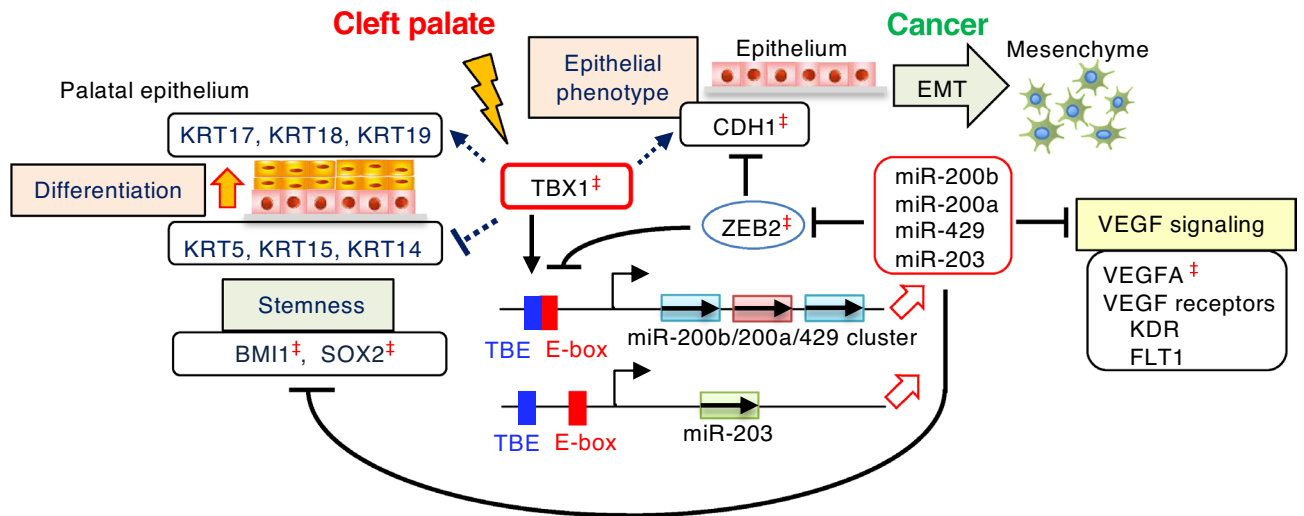 Cleft palate
Cancer
Palatal epithelium
KRT17, KRT18, KRT19
Differentiation
KRT5, KRT15, KRT14
Stemness
BMI1‡, SOX2‡
TBX1‡
Epithelial
phenotype
Epithelium
CDH1‡
EMT
Mesenchyme
ZEB2‡
miR-200b
miR-200a
miR-429
miR-203
VEGF signaling
VEGFA ‡
VEGF receptors
KDR
FLT1
TBE
E-box
miR-200b/200a/429 cluster
TBE
E-box
miR-203